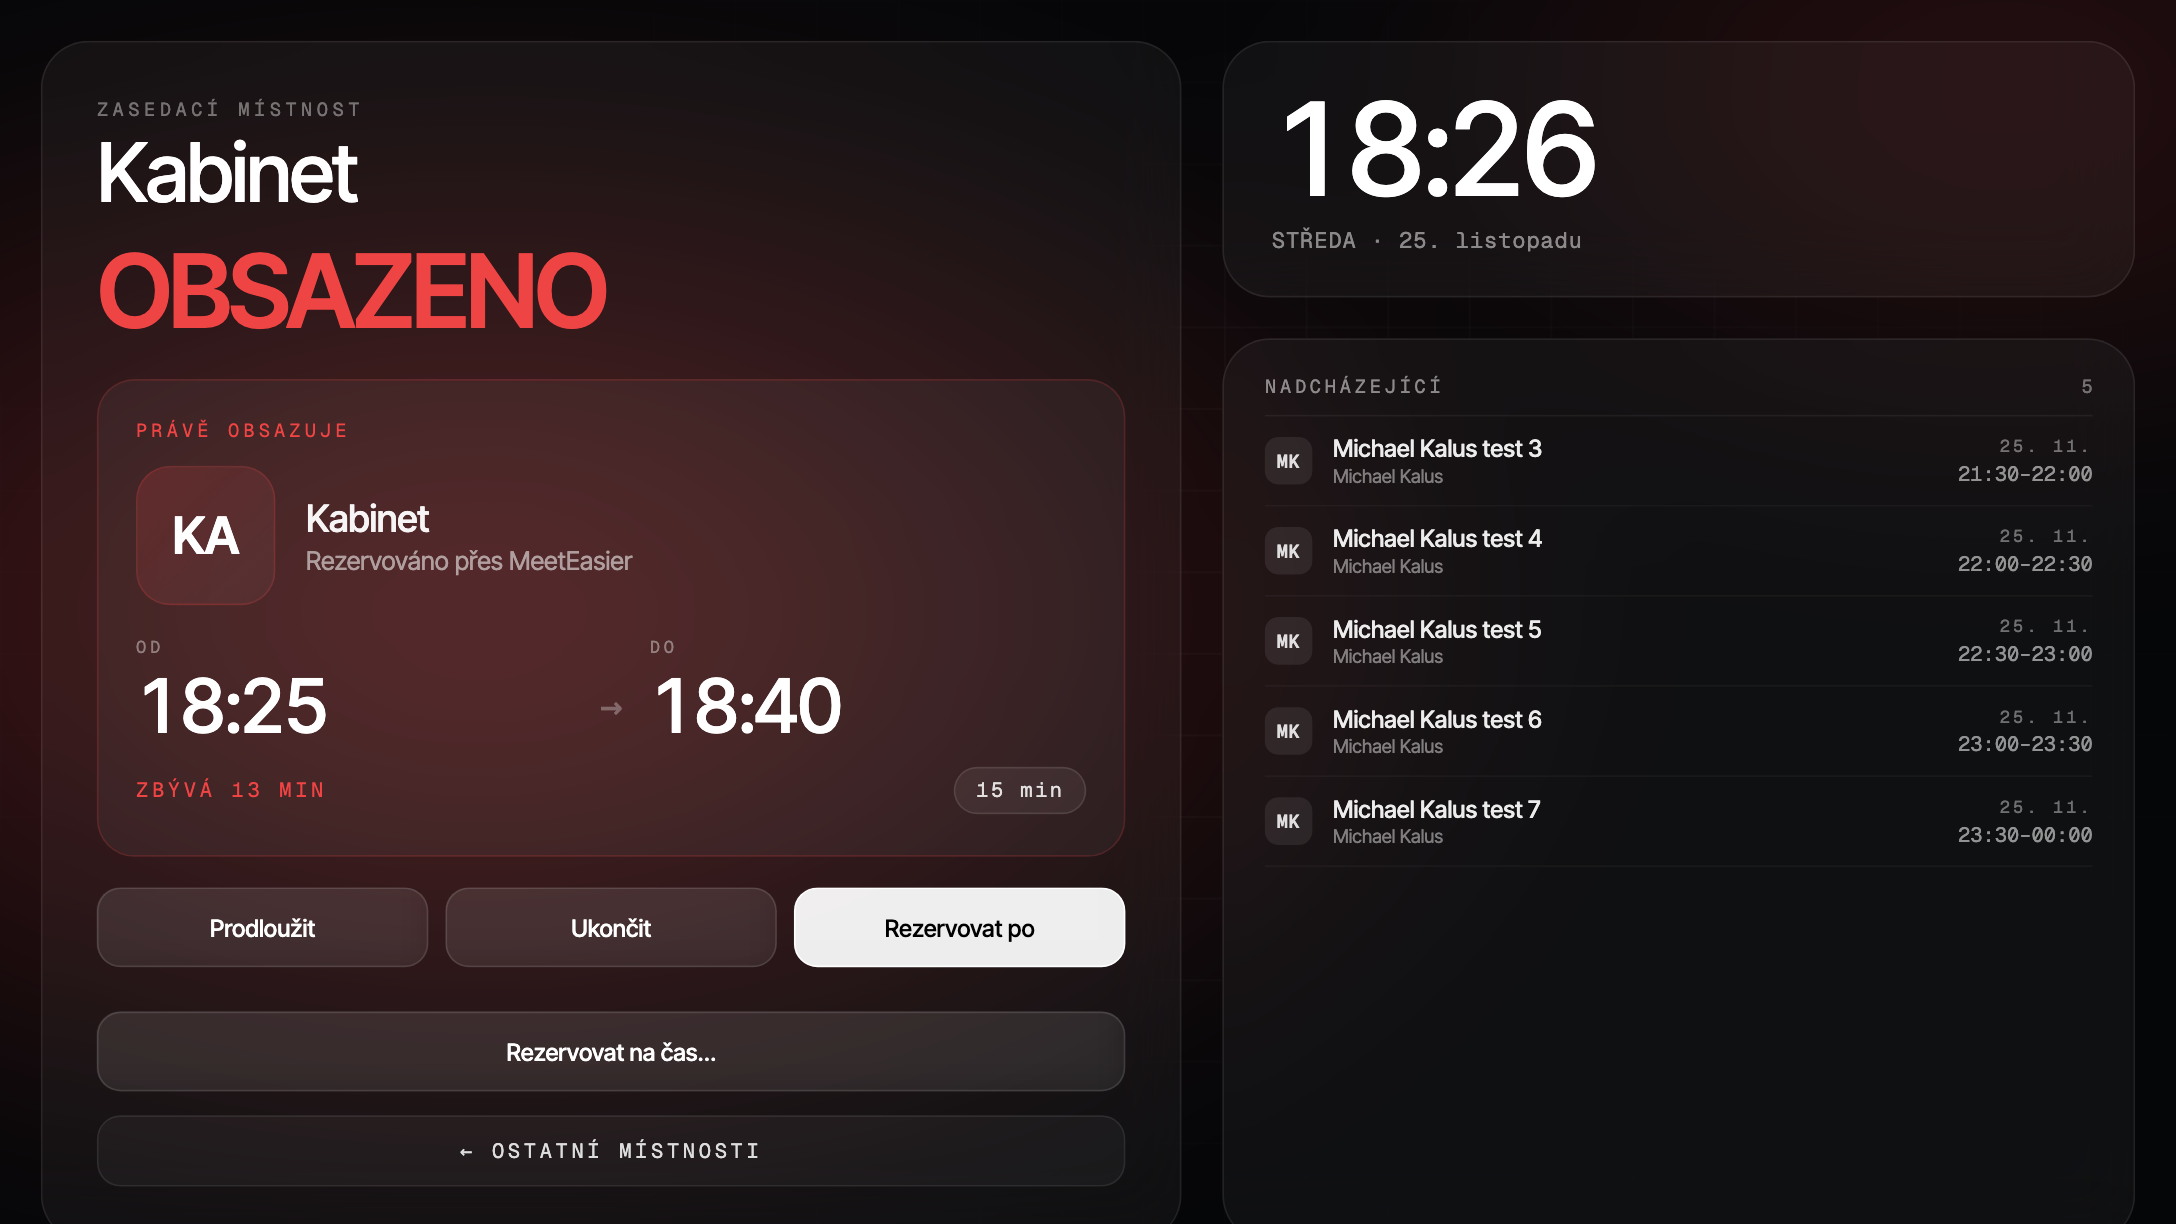 ZASEDACÍ MÍSTNOST
Kabinet
OBSAZENO
PRÁVĚ OBSAZUJE
KA
Kabinet
Rezervováno přes MeetEasier
OD
DO
18:25
→
18:40
ZBÝVÁ 13 MIN
15 min
Prodloužit
Ukončit
Rezervovat po
Rezervovat na čas...
← OSTATNÍ MÍSTNOSTI
18:26
STŘEDA · 25. listopadu
NADCHÁZEJÍCÍ
5
MK
Michael Kalus test 3
Michael Kalus
25. 11.
21:30–22:00
MK
Michael Kalus test 4
Michael Kalus
25. 11.
22:00–22:30
MK
Michael Kalus test 5
Michael Kalus
25. 11.
22:30–23:00
MK
Michael Kalus test 6
Michael Kalus
25. 11.
23:00–23:30
MK
Michael Kalus test 7
Michael Kalus
25. 11.
23:30–00:00